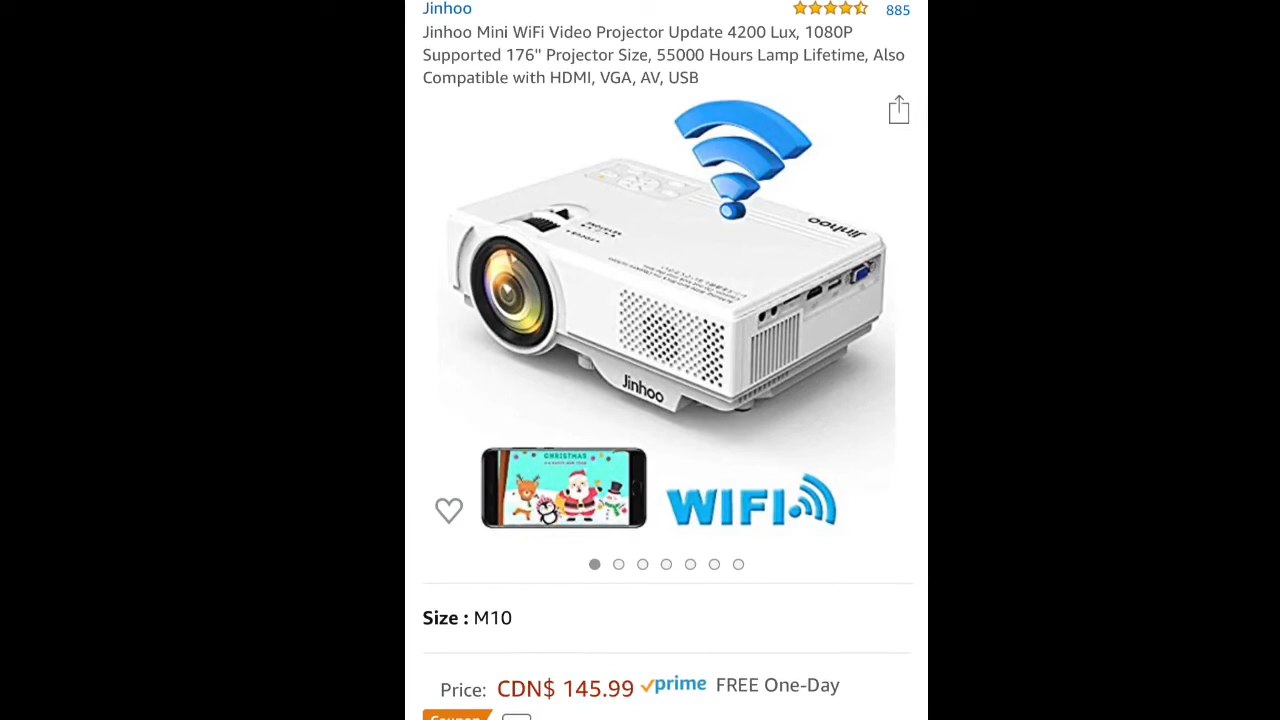 Jinhoo
885
Jinhoo Mini WiFi Video Projector Update 4200 Lux, 1080P
Supported 176" Projector Size, 55000 Hours Lamp Lifetime, Also
Compatible with HDMI, VGA, AV, USB
Jinhoo
Jinhoo
CHRISTMAS
WIFI
Size : M10
Price: CDN$ 145.99 prime FREE One-Day
Coupon